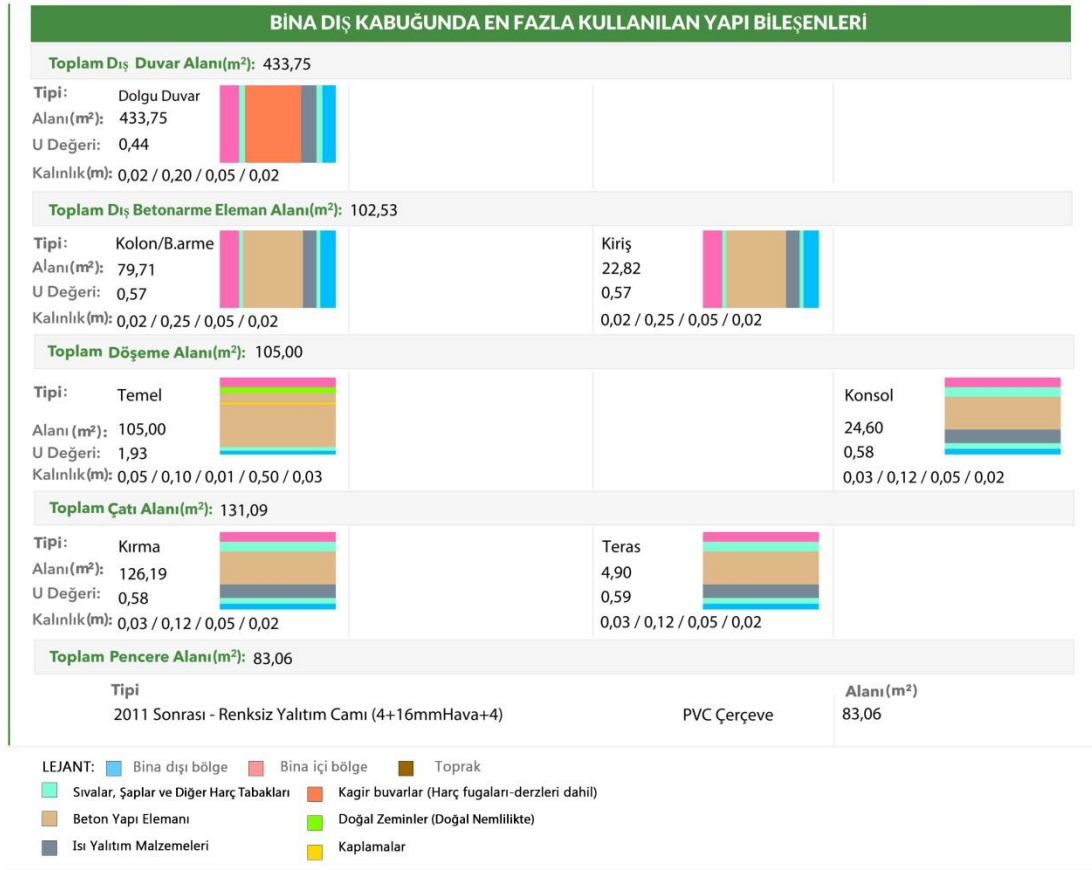 BİNA DIŞ KABUĞUNDA EN FAZLA KULLANILAN YAPI BİLEŞENLERİ
Toplam Dış Duvar Alanı(m²): 433,75
Tipi: Dolgu Duvar
Alanı(m²): 433,75
U Değeri: 0,44
Kalınlık(m): 0,02 / 0,20 / 0,05 / 0,02
Toplam Dış Betonarme Eleman Alanı(m²): 102,53
Tipi: Kolon/B.arme Kiriş
Alanı(m²): 79,71 22,82
U Değeri: 0,57 0,57
Kalınlık(m): 0,02 / 0,25 / 0,05 / 0,02 0,02 / 0,25 / 0,05 / 0,02
Toplam Döşeme Alanı(m²): 105,00
Tipi: Temel Konsol
Alanı (m²): 105,00 24,60
U Değeri: 1,93 0,58
Kalınlık(m): 0,05 / 0,10 / 0,01 / 0,50 / 0,03 0,03 / 0,12 / 0,05 / 0,02
Toplam Çatı Alanı(m²): 131,09
Tipi: Kırma Teras
Alanı(m²): 126,19 4,90
U Değeri: 0,58 0,59
Kalınlık(m): 0,03 / 0,12 / 0,05 / 0,02 0,03 / 0,12 / 0,05 / 0,02
Toplam Pencere Alanı(m²): 83,06
Tipi Alanı(m²)
2011 Sonrası - Renksiz Yalıtım Camı (4+16mmHava+4) PVC Çerçeve 83,06
LEJANT: Bina dışı bölge Bina içi bölge Toprak
Sıvalar, Şaplar ve Diğer Harç Tabakları Kagir buvarlar (Harç fugaları-derzleri dahil)
Beton Yapı Elemanı Doğal Zeminler (Doğal Nemlilikte)
Isı Yalıtım Malzemeleri Kaplamalar